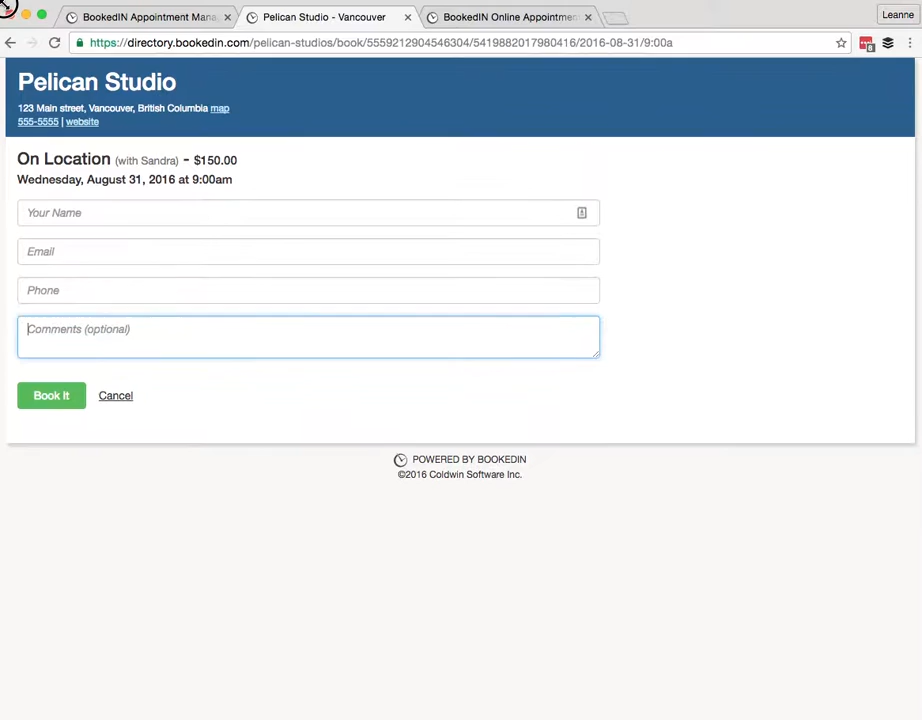 BookedIN Appointment Mana
Pelican Studio - Vancouver
BookedIN Online Appointmen
Leanne
https://directory.bookedin.com/pelican-studios/book/5559212904546304/5419882017980416/2016-08-31/9:00a
8
Pelican Studio
123 Main street, Vancouver, British Columbia map
555-5555 | website
On Location (with Sandra) - $150.00
Wednesday, August 31, 2016 at 9:00am
Your Name
Email
Phone
Comments (optional)
Book It Cancel
POWERED BY BOOKEDIN
©2016 Coldwin Software Inc.